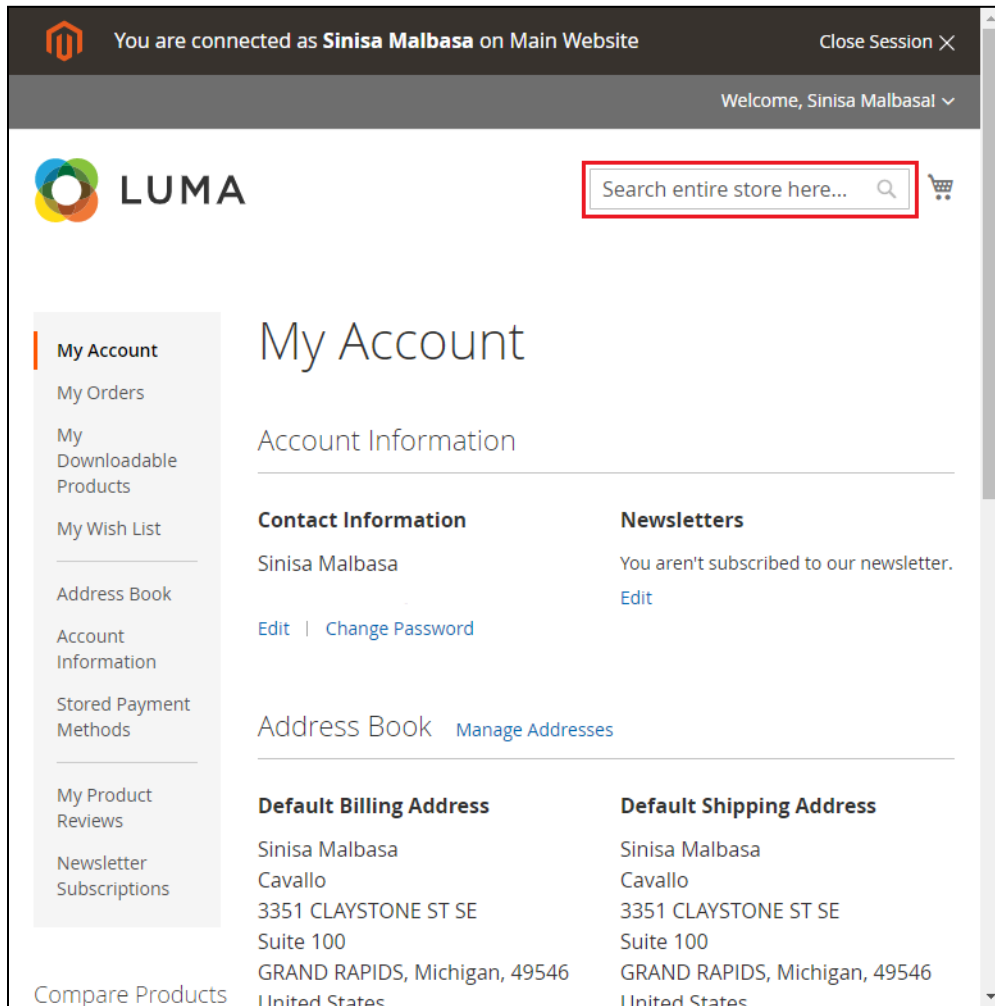 You are connected as Sinisa Malbasa on Main Website
Close Session
Welcome, Sinisa Malbasa!
LUMA
Search entire store here...
My Account
My Orders
My
Downloadable
Products
My Wish List
Address Book
Account
Information
Stored Payment
Methods
My Product
Reviews
Newsletter
Subscriptions
Compare Products
My Account
Account Information
Contact Information
Sinisa Malbasa
Edit | Change Password
Newsletters
You aren't subscribed to our newsletter.
Edit
Address Book Manage Addresses
Default Billing Address
Sinisa Malbasa
Cavallo
3351 CLAYSTONE ST SE
Suite 100
GRAND RAPIDS, Michigan, 49546
United States
Default Shipping Address
Sinisa Malbasa
Cavallo
3351 CLAYSTONE ST SE
Suite 100
GRAND RAPIDS, Michigan, 49546
United States